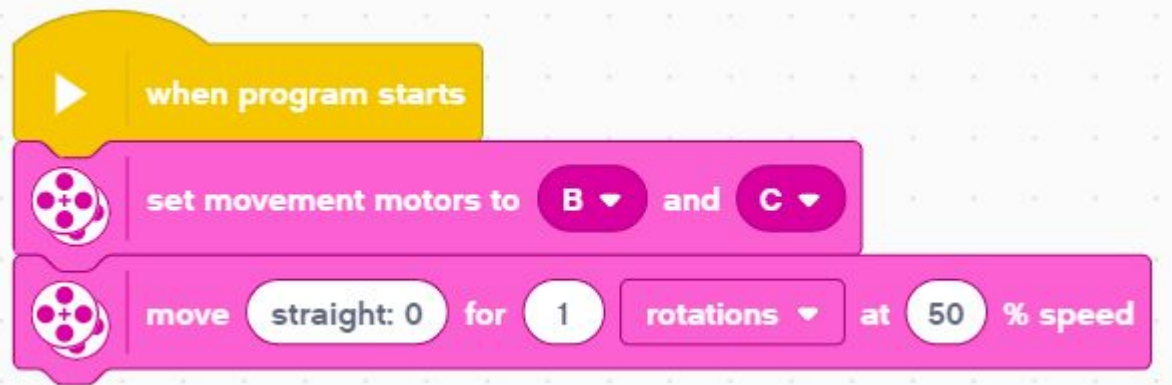 when program starts
set movement motors to B and C
move straight: 0 for 1 rotations at 50 % speed